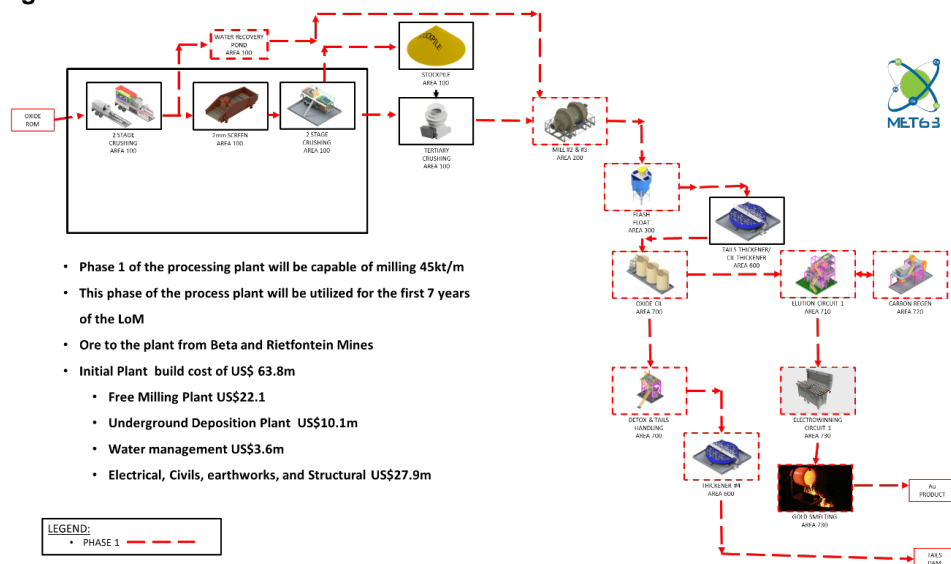 WATER RECOVERY
POND
AREA 100
STOCKPILE
STOCKPILE
AREA 100
OXIDE
ROM
2 STAGE
CRUSHING
AREA 100
2mm SCREEN
AREA 100
2 STAGE
CRUSHING
AREA 100
TERTIARY
CRUSHING
AREA 100
MILL #2 & #3
AREA 200
MET63
FLASH
FLOAT
AREA 300
TAILS THICKENER/
CIL THICKENER
AREA 600
OXIDE CIL
AREA 700
ELUTION CIRCUIT 1
AREA 710
CARBON REGEN
AREA 720
• Phase 1 of the processing plant will be capable of milling 45kt/m
• This phase of the process plant will be utilized for the first 7 years
of the LoM
• Ore to the plant from Beta and Rietfontein Mines
• Initial Plant build cost of US$ 63.8m
• Free Milling Plant US$22.1
• Underground Deposition Plant US$10.1m
• Water management US$3.6m
• Electrical, Civils, earthworks, and Structural US$27.9m
DETOX & TAILS
HANDLING
AREA 700
ELECTROWINNING
CIRCUIT 1
AREA 730
THICKENER #4
AREA 600
GOLD SMELTING
AREA 730
Au
PRODUCT
TAILS
DAM
LEGEND:
• PHASE 1